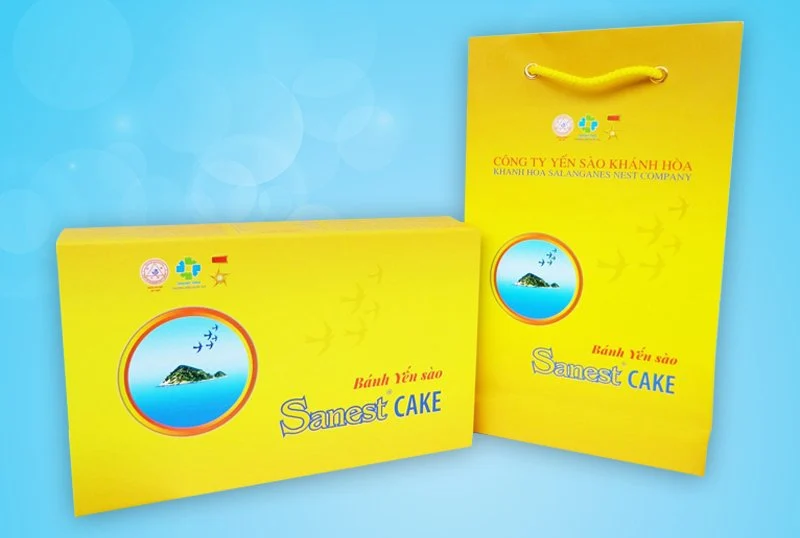 Bánh Yến sào
Sanest® CAKE
CÔNG TY YẾN SÀO KHÁNH HÒA
KHANH HOA SALANGANES NEST COMPANY
Bánh Yến sào
Sanest® CAKE